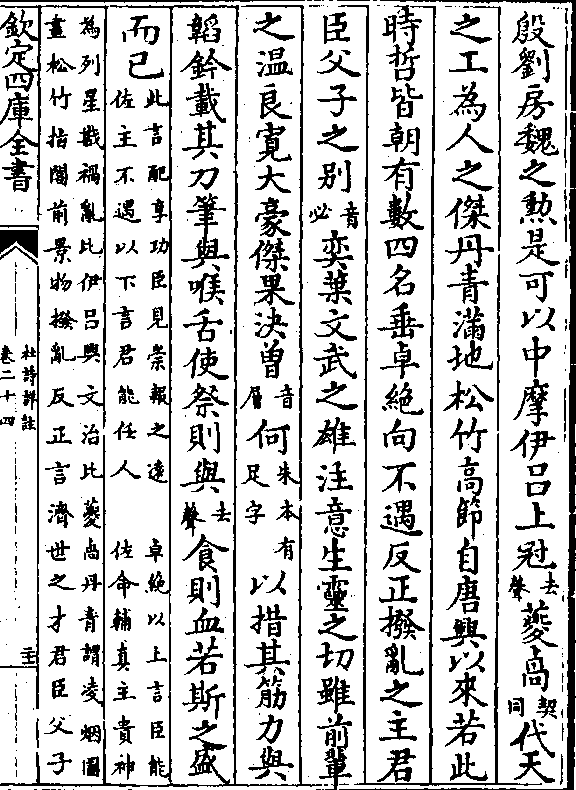 殷劉房魏之勲是可以中摩伊呂上冠去聲夔卨契同代天
之工為人之傑丹青滿地松竹高節自唐興以來若此
時哲皆朝有數四名垂卓絶向不遇反正撥亂之主君
臣父子之别音必奕葉文武之雄注意生靈之切雖前輩
之温良寛大豪傑果決曽音層何朱本有足字以措其筋力與
韜鈐載其刀筆與喉舌使祭則與去聲食則血若斯之盛
而已此言配享功臣見崇報之逺 卓絶以上言臣能
佐主不遇以下言君能任人 佐命輔真主貴神
為列星戡禍亂比伊呂興文治比夔卨丹青謂凌烟圖
畫松竹指閣前景物撥亂反正言濟世之才君臣父子
欽定四庫全書
杜詩詳註
卷二十四